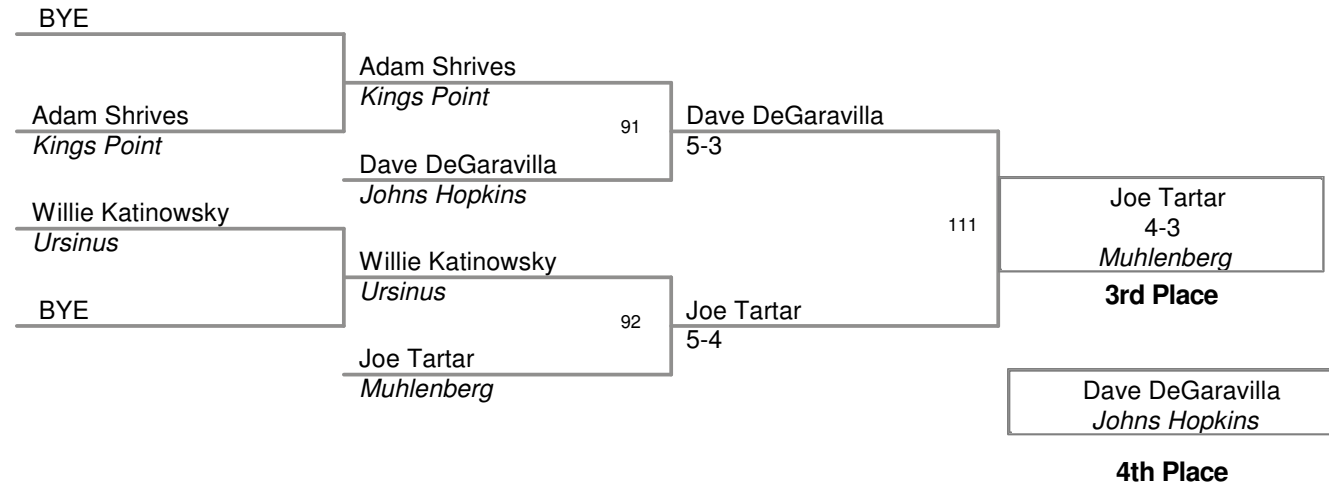 BYE
Adam Shrives
Kings Point
Adam Shrives
Kings Point
91
Dave DeGaravilla
5-3
Dave DeGaravilla
Johns Hopkins
Willie Katinowsky
Ursinus
111
Joe Tartar
4-3
Muhlenberg
3rd Place
Willie Katinowsky
Ursinus
BYE
92
Joe Tartar
5-4
Joe Tartar
Muhlenberg
Dave DeGaravilla
Johns Hopkins
4th Place